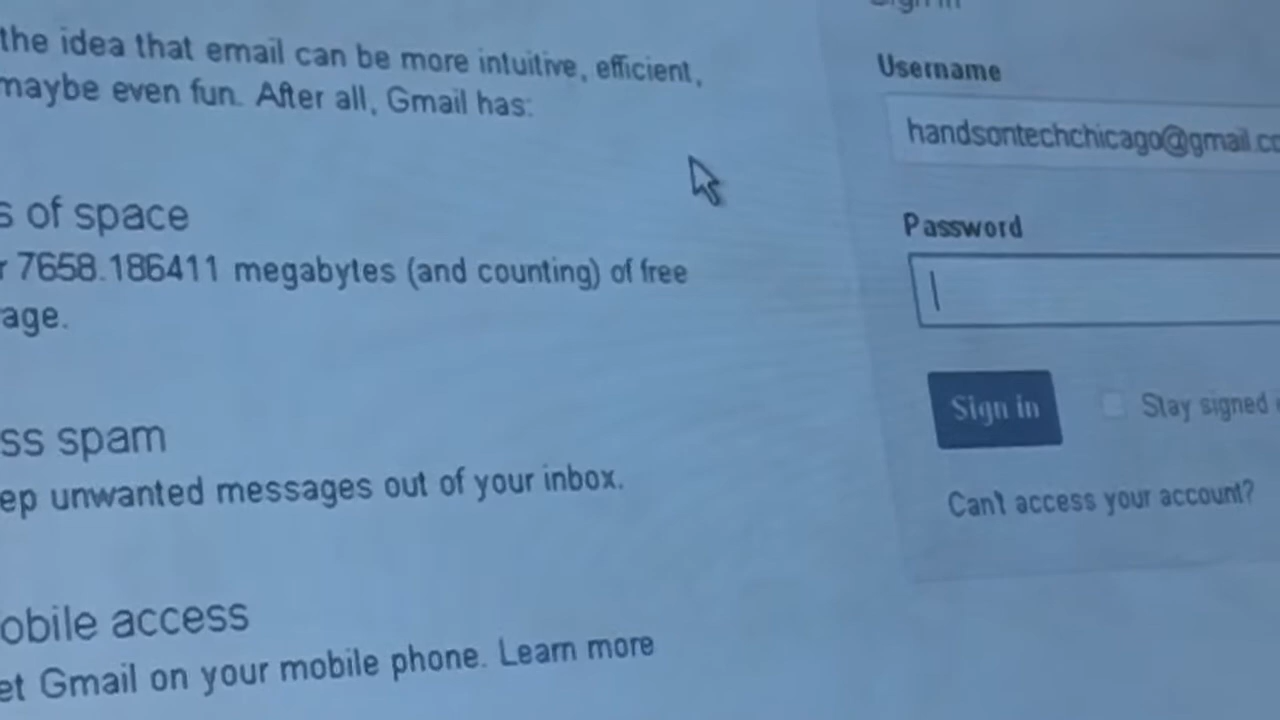 the idea that email can be more intuitive, efficient,
maybe even fun. After all, Gmail has:
s of space
r 7658.186411 megabytes (and counting) of free
age.
ss spam
ep unwanted messages out of your inbox.
obile access
et Gmail on your mobile phone. Learn more
Sign in
Username
handsontechchicago@gmail.co
Password
Sign in
Stay signed
Can't access your account?